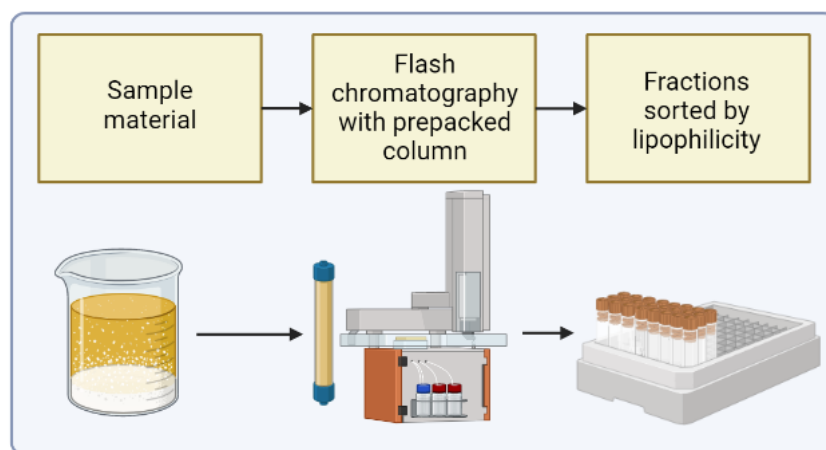 Sample
material
Flash
chromatography
with prepacked
column
Fractions
sorted by
lipophilicity